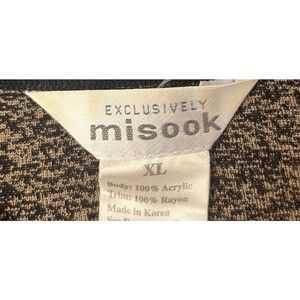 EXCLUSIVELY
misook
XL
Body: 100% Acrylic
Trim: 100% Rayon
Made in Korea